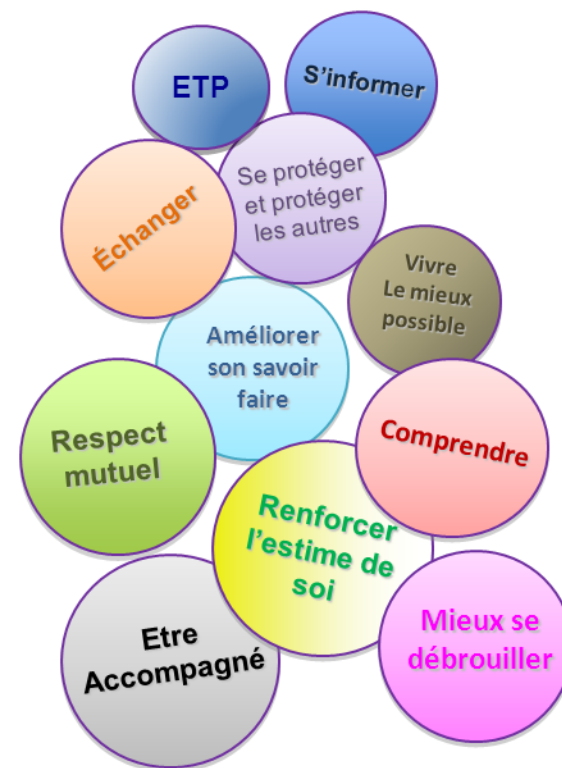 ETP
S'informer
Se protéger
et protéger
les autres
Échanger
Vivre
Le mieux
possible
Améliorer
son savoir
faire
Respect
mutuel
Comprendre
Renforcer
l'estime de
soi
Etre
Accompagné
Mieux se
débrouiller